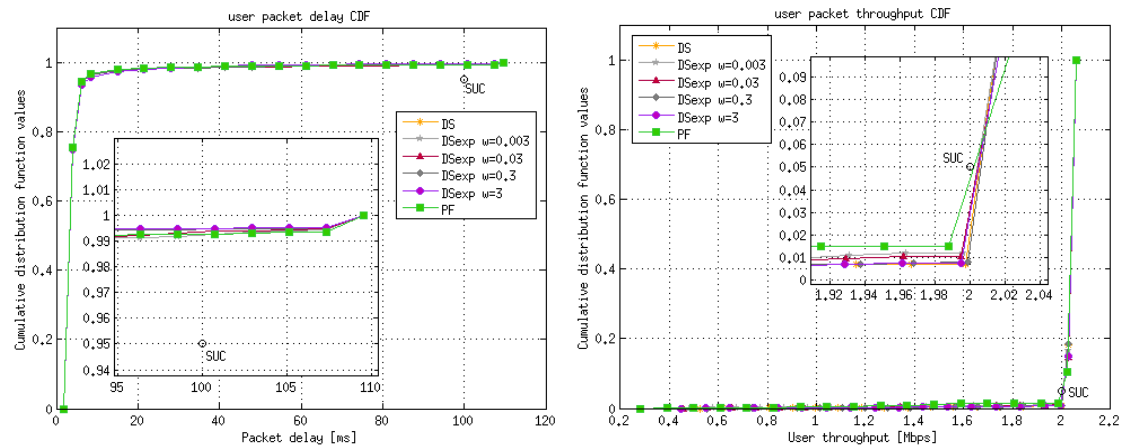 user packet delay CDF
Cumulative distribution function values
1
0.8
0.6
0.4
0.2
0
0
20
40
60
80
100
120
Packet delay [ms]
SUC
DS
DSexp w=0.003
DSexp w=0.03
DSexp w=0.3
DSexp w=3
PF
1.02
1.01
1
0.99
0.98
0.97
0.96
0.95
0.94
95
100
105
110
SUC
user packet throughput CDF
Cumulative distribution function values
1
0.8
0.6
0.4
0.2
0
0.2
0.4
0.6
0.8
1
1.2
1.4
1.6
1.8
2
2.2
User throughput [Mbps]
SUC
DS
DSexp w=0.003
DSexp w=0.03
DSexp w=0.3
DSexp w=3
PF
0.09
0.08
0.07
0.06
0.05
0.04
0.03
0.02
0.01
0
1.92
1.94
1.96
1.98
2
2.02
2.04
SUC